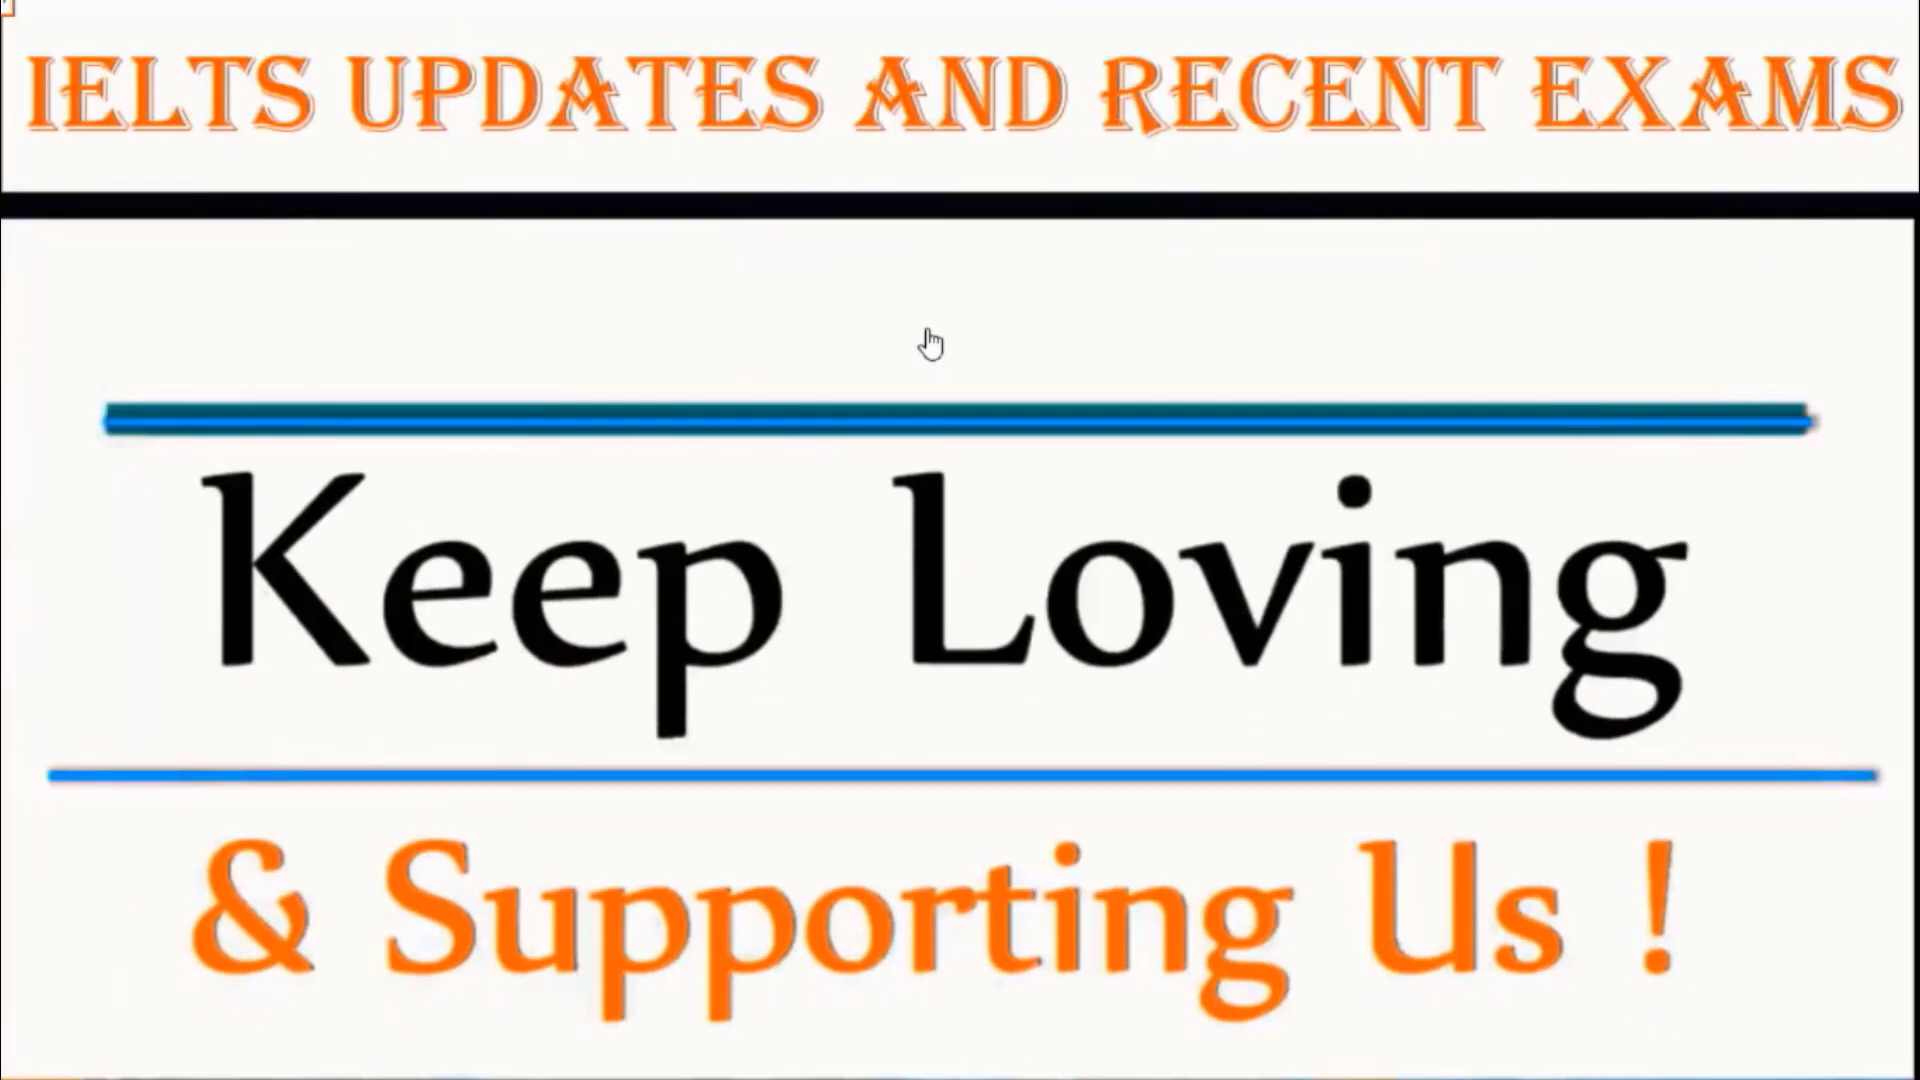 IELTS UPDATES AND RECENT EXAMS
Keep Loving
& Supporting Us !